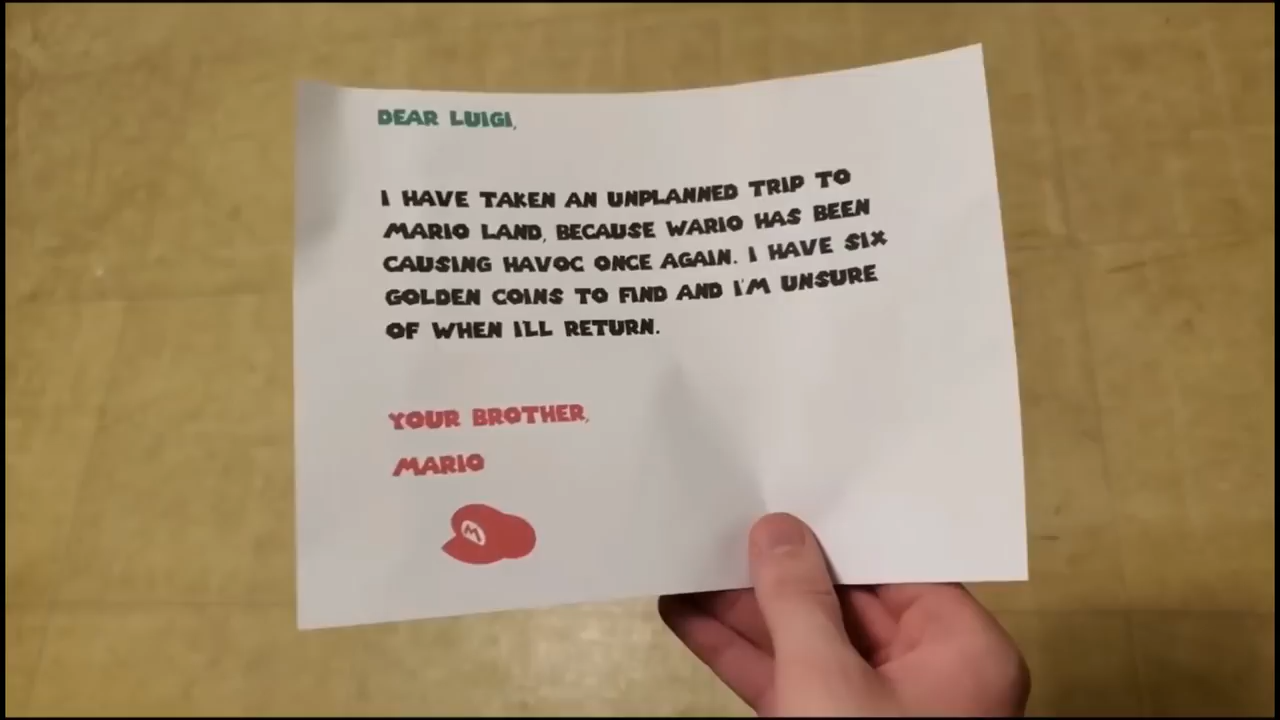 DEAR LUIGI,
I HAVE TAKEN AN UNPLANNED TRIP TO
MARIO LAND, BECAUSE WARIO HAS BEEN
CAUSING HAVOC ONCE AGAIN. I HAVE SIX
GOLDEN COINS TO FIND AND I'M UNSURE
OF WHEN I'LL RETURN.
YOUR BROTHER,
MARIO
M